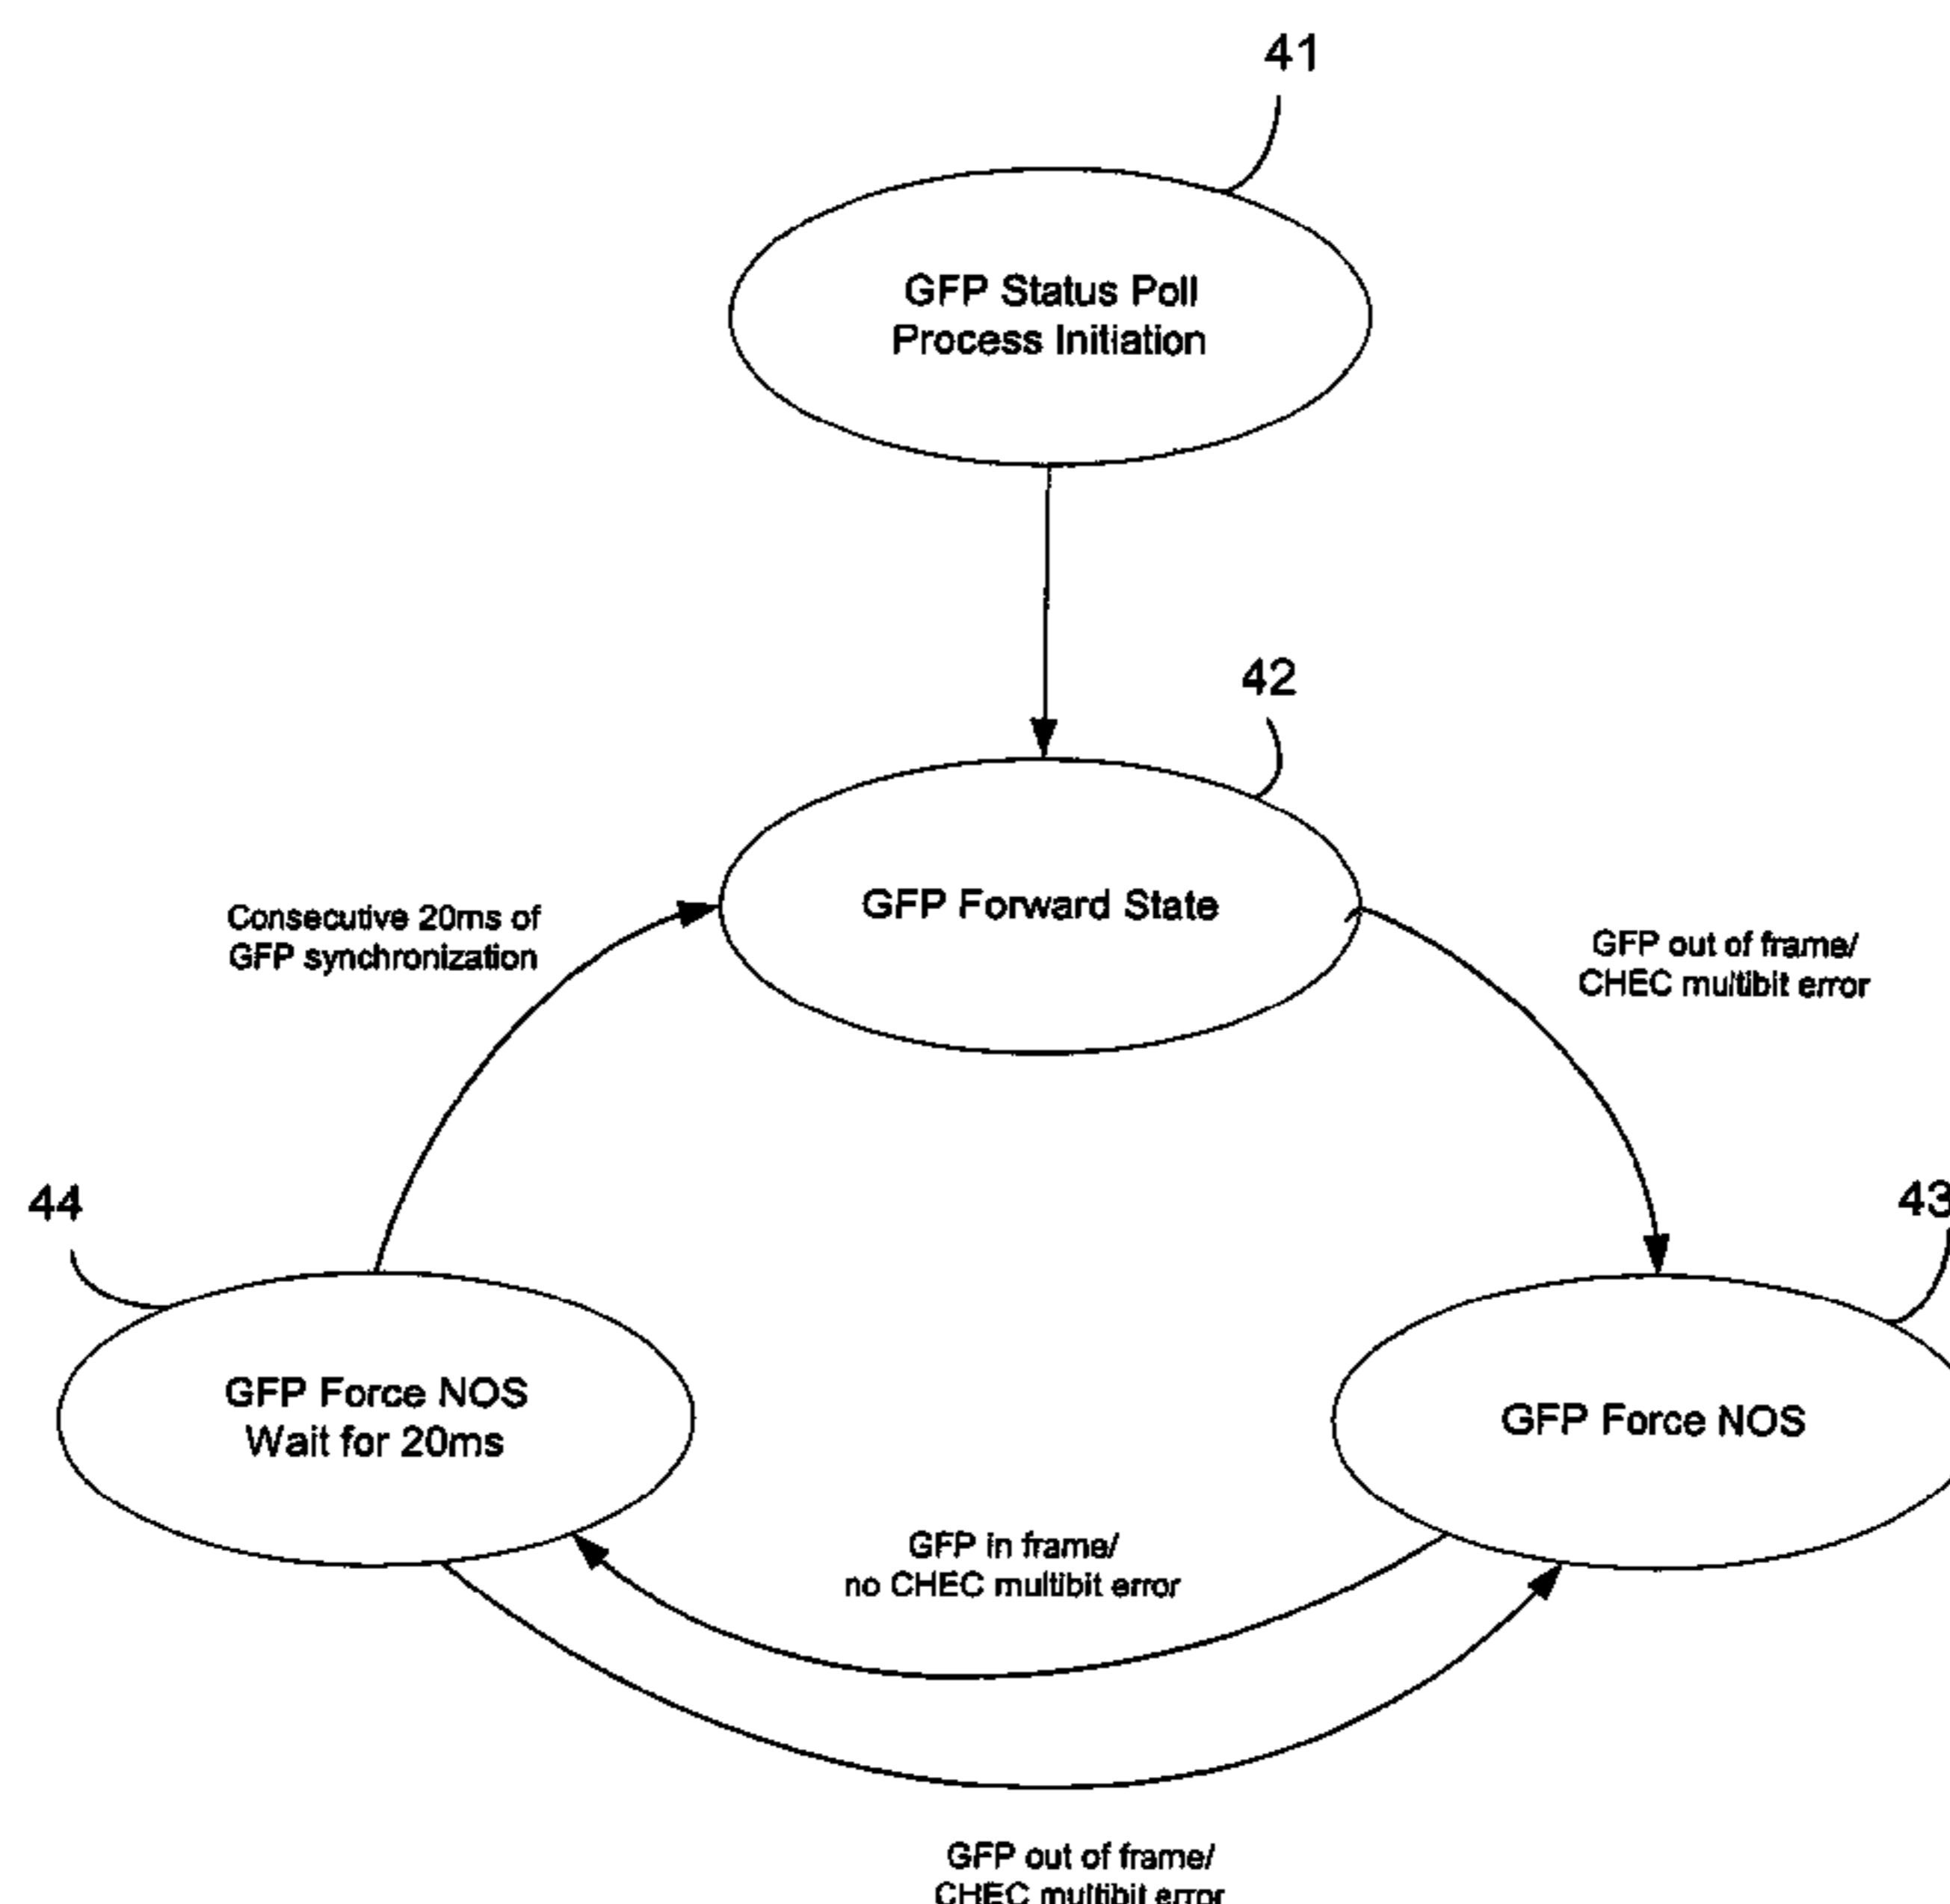 41
GFP Status Poll
Process Initiation
42
GFP Forward State
Consecutive 20ms of
GFP synchronization
GFP out of frame/
CHEC multibit error
44
43
GFP Force NOS
Wait for 20ms
GFP Force NOS
GFP in frame/
no CHEC multibit error
GFP out of frame/
CHEC multibit error